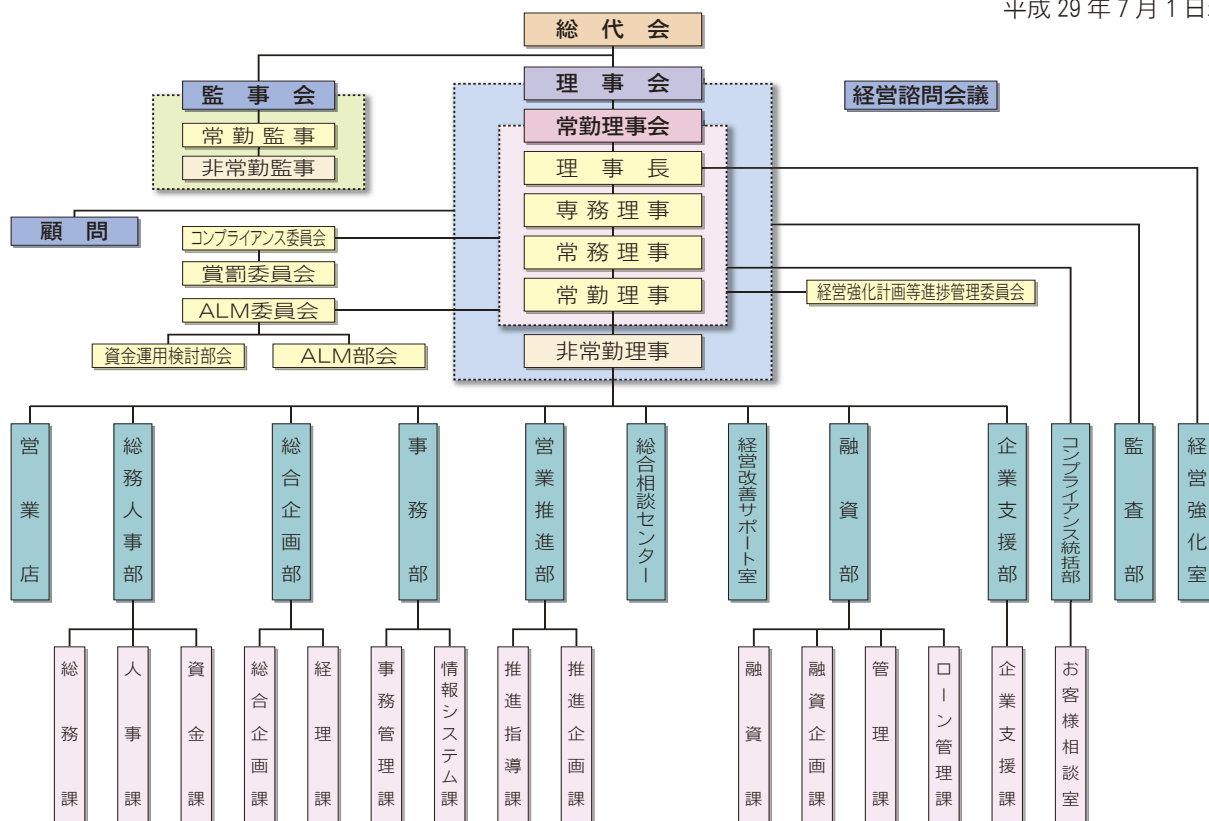 平成 29 年 7 月 1 日
総代会
理事会
監事会
経営諮問会議
常勤理事会
常勤監事
非常勤監事
理事長
専務理事
顧問
コンプライアンス委員会
常務理事
賞罰委員会
常勤理事
経営強化計画等進捗管理委員会
ALM委員会
資金運用検討部会
ALM部会
非常勤理事
営業店
総務人事部
総合企画部
事務部
営業推進部
総合相談センター
経営改善サポート室
融資部
企業支援部
コンプライアンス統括部
監査部
経営強化室
総務課
人事課
資金課
総合企画課
経理課
事務管理課
情報システム課
推進指導課
推進企画課
融資課
融資企画課
管理課
ローン管理課
企業支援課
お客様相談室